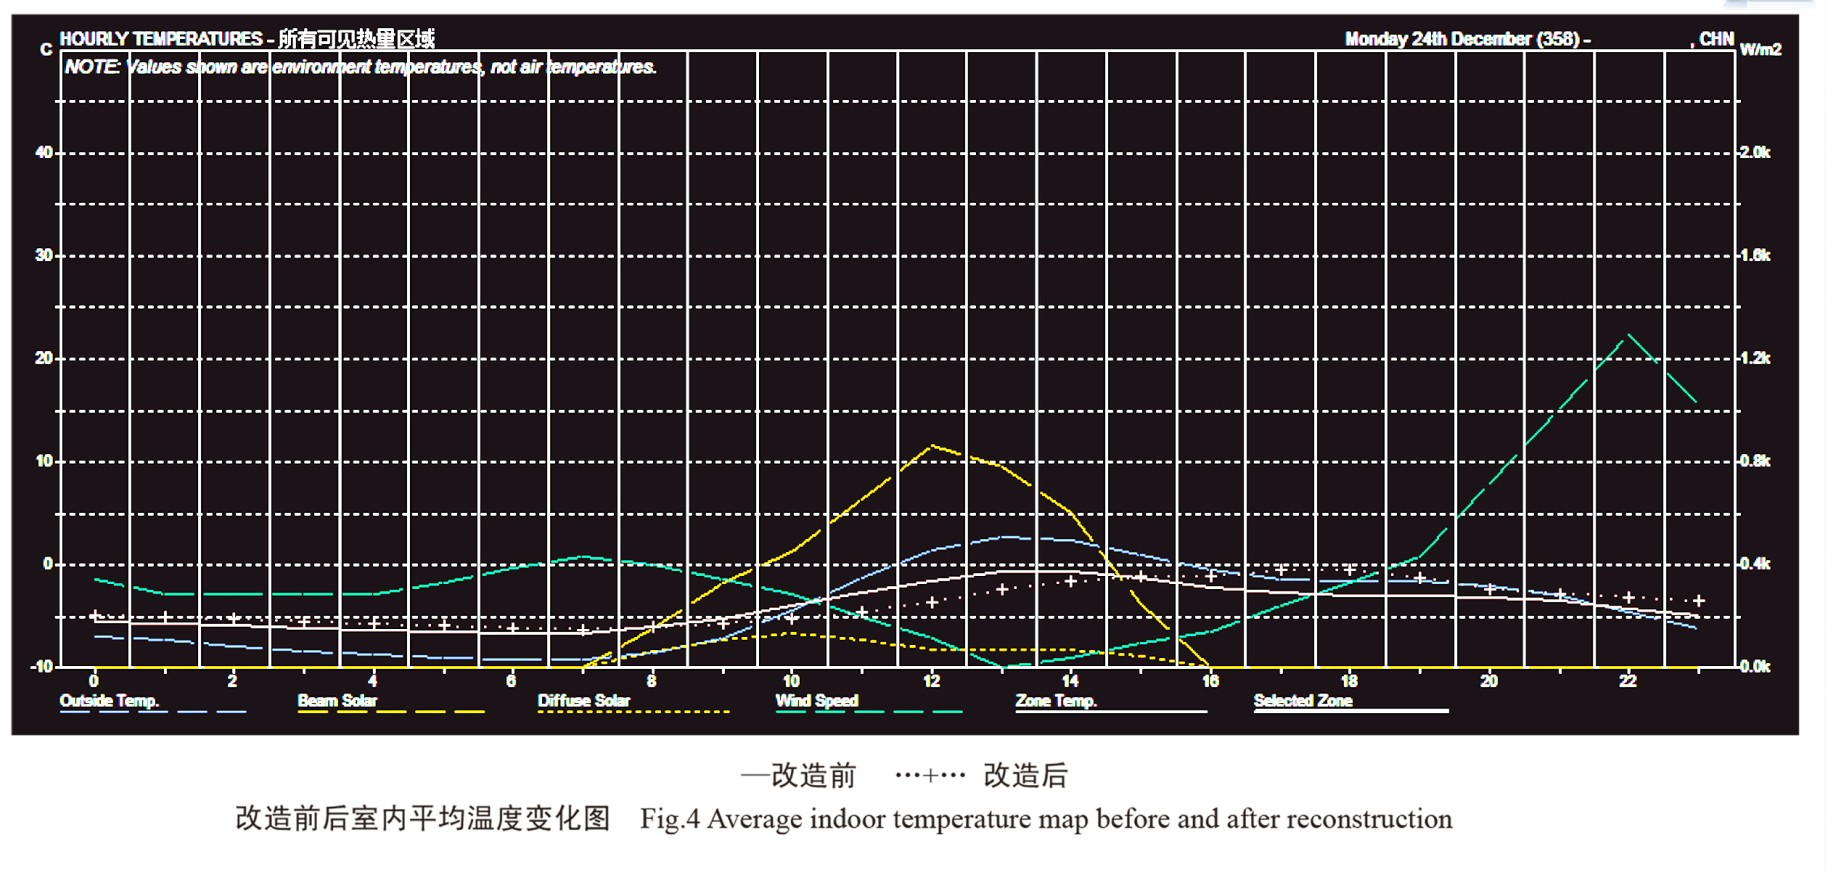 HOURLY TEMPERATURES - 所有可见热量区域
Monday 24th December (358) - , CHN
C
W/m2
NOTE: Values shown are environment temperatures, not air temperatures.
40 2.0k
30 1.6k
20 1.2k
10 0.8k
0 0.4k
-10 0.0k
0 2 4 6 8 10 12 14 16 18 20 22
Outside Temp. Beam Solar Diffuse Solar Wind Speed Zone Temp. Selected Zone
—改造前 ···+··· 改造后
改造前后室内平均温度变化图 Fig.4 Average indoor temperature map before and after reconstruction